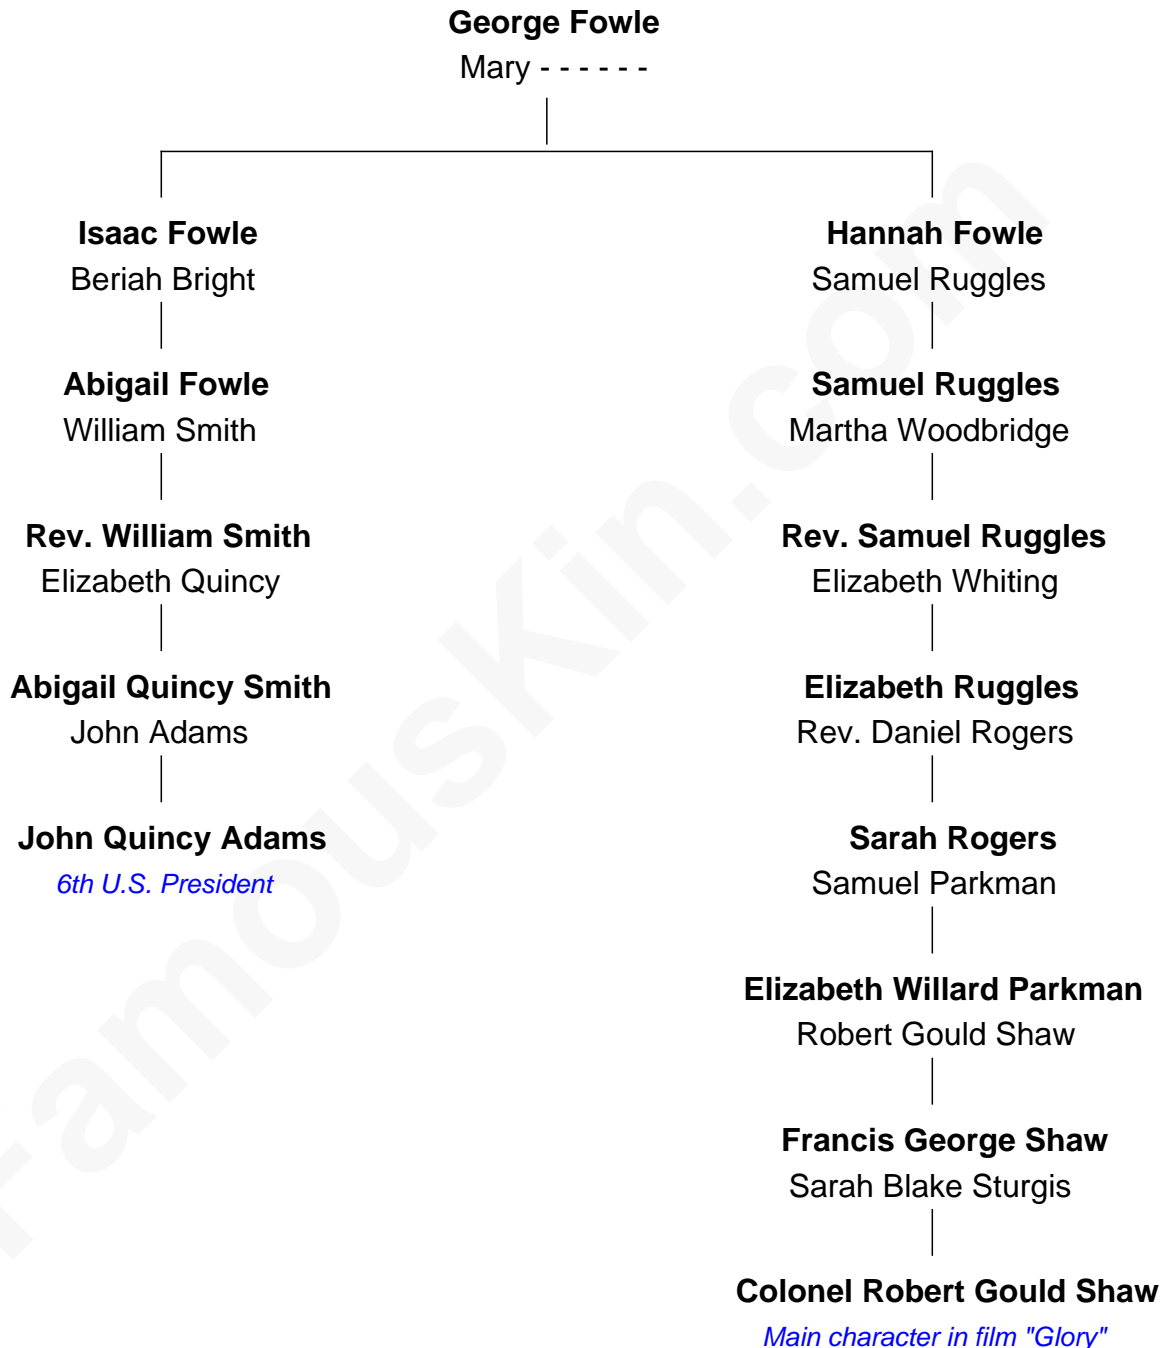 George Fowle
Mary - - - - - -
Isaac Fowle
Beriah Bright
Abigail Fowle
William Smith
Rev. William Smith
Elizabeth Quincy
Abigail Quincy Smith
John Adams
John Quincy Adams
6th U.S. President
Hannah Fowle
Samuel Ruggles
Samuel Ruggles
Martha Woodbridge
Rev. Samuel Ruggles
Elizabeth Whiting
Elizabeth Ruggles
Rev. Daniel Rogers
Sarah Rogers
Samuel Parkman
Elizabeth Willard Parkman
Robert Gould Shaw
Francis George Shaw
Sarah Blake Sturgis
Colonel Robert Gould Shaw
Main character in film "Glory"
FamousKin.com